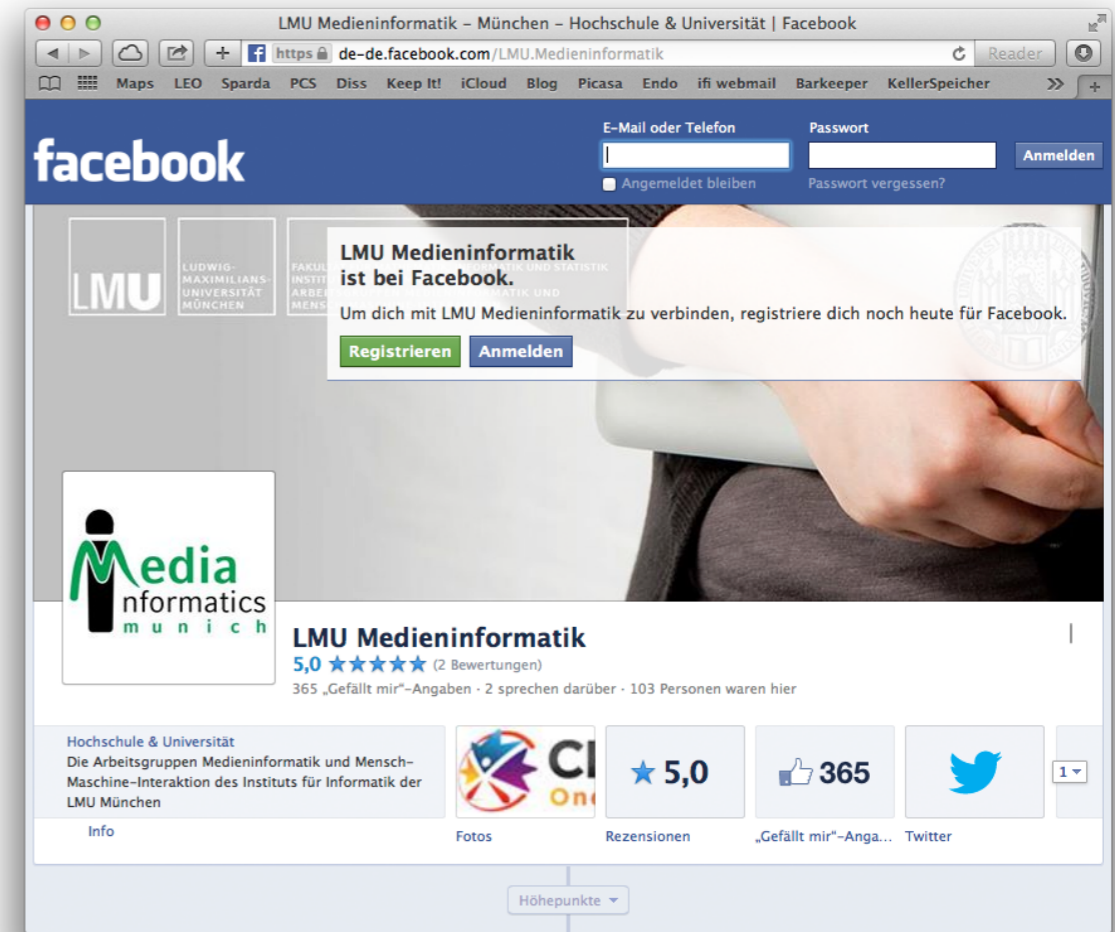 LMU Medieninformatik – München – Hochschule & Universität | Facebook
https de-de.facebook.com/LMU.Medieninformatik Reader
Maps LEO Sparda PCS Diss Keep It! iCloud Blog Picasa Endo ifi webmail Barkeeper KellerSpeicher
facebook
E-Mail oder Telefon Passwort
Anmelden
Angemeldet bleiben Passwort vergessen?
LMU
LUDWIG-
MAXIMILIANS-
UNIVERSITÄT
MÜNCHEN
LMU Medieninformatik
ist bei Facebook.
Um dich mit LMU Medieninformatik zu verbinden, registriere dich noch heute für Facebook.
Registrieren Anmelden
Media
nformatics
munich
LMU Medieninformatik
5,0 ★★★★★ (2 Bewertungen)
365 „Gefällt mir“-Angaben · 2 sprechen darüber · 103 Personen waren hier
Hochschule & Universität
Die Arbeitsgruppen Medieninformatik und Mensch-
Maschine-Interaktion des Instituts für Informatik der
LMU München
Info
Fotos
★ 5,0
Rezensionen
365
„Gefällt mir“-Anga...
Twitter
1
Höhepunkte